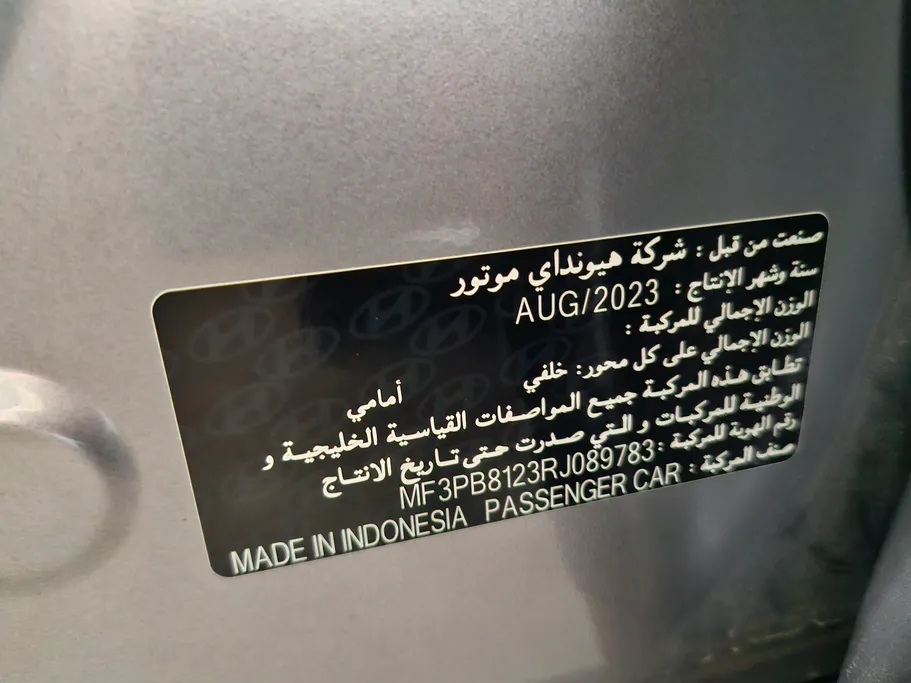 صنعت من قبل : شركة هيونداي موتور
سنة وشهر الإنتاج : AUG/2023
الوزن الإجمالي للمركبة :
الوزن الإجمالي على كل محور: خلفي أمامي
تطابق هذه المركبة جميع المواصفات القياسية الخليجية و
الوطنية للمركبات و التي صدرت حتى تاريخ الانتاج
رقم الهوية للمركبة : MF3PB8123RJ089783
صنف المركبة : PASSENGER CAR MADE IN INDONESIA